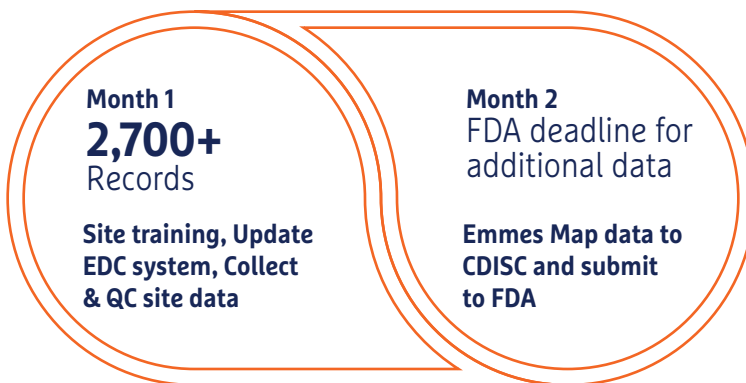 Month 1
2,700+
Records
Site training, Update
EDC system, Collect
& QC site data
Month 2
FDA deadline for
additional data
Emmes Map data to
CDISC and submit
to FDA